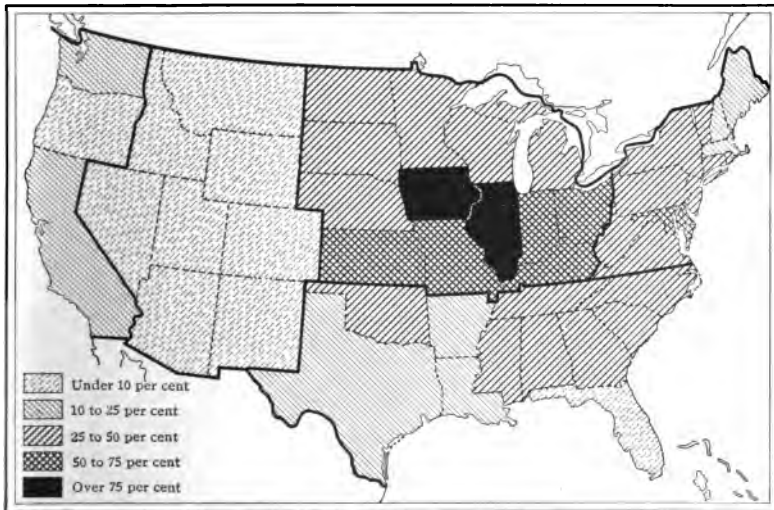 Under 10 per cent
10 to 25 per cent
25 to 50 per cent
50 to 75 per cent
Over 75 per cent